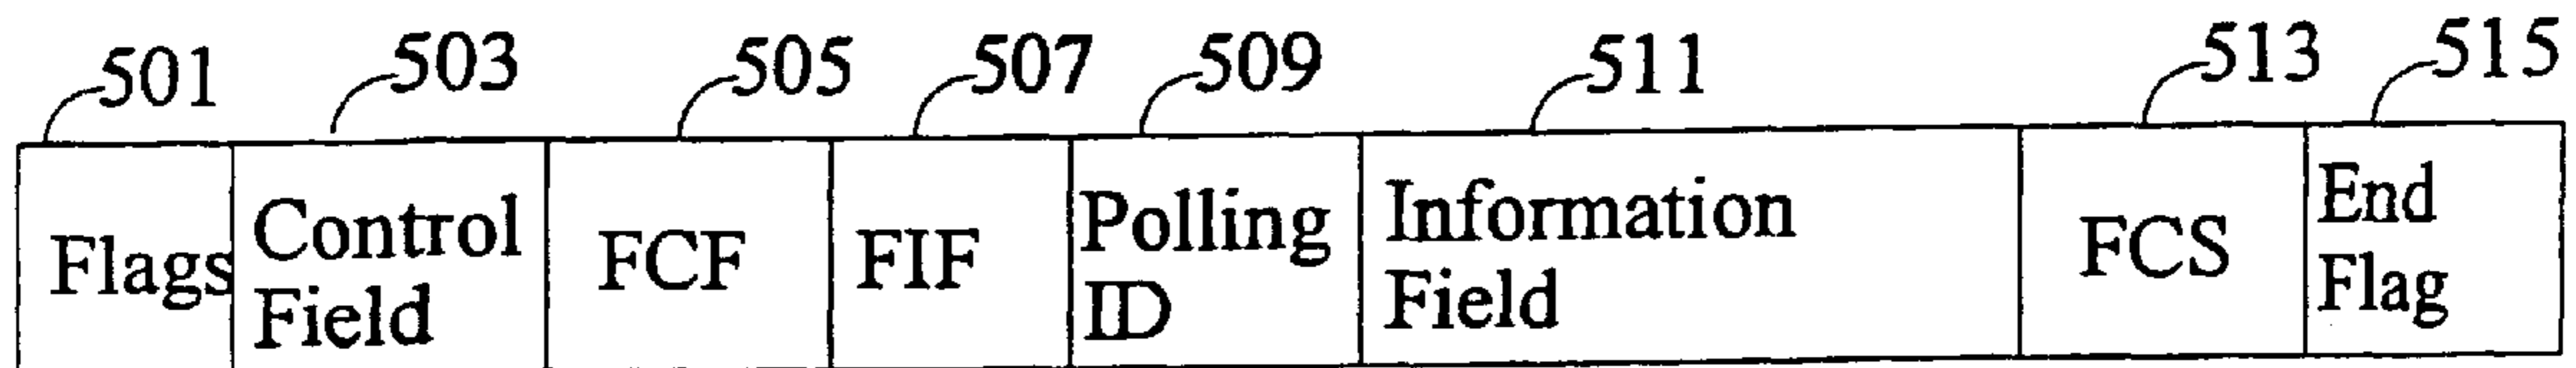 501 503 505 507 509 511 513 515
Flags Control Field FCF FIF Polling ID Information Field FCS End Flag